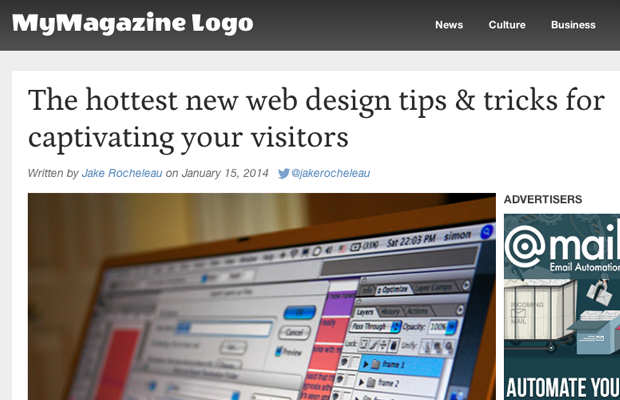 MyMagazine Logo
News Culture Business
The hottest new web design tips & tricks for
captivating your visitors
Written by Jake Rocheleau on January 15, 2014 @jakerocheleau
ADVERTISERS
@mail
Email Automation
INCOMING
MAIL
AUTOMATE YOU
(35%) Sat 22:03 PM simon
Info Optimize Layer Comps
Layers History Actions
Pass Through Opacity: 100%
Lock: Unify:
frame 1
frame 2
Cancel
Preview